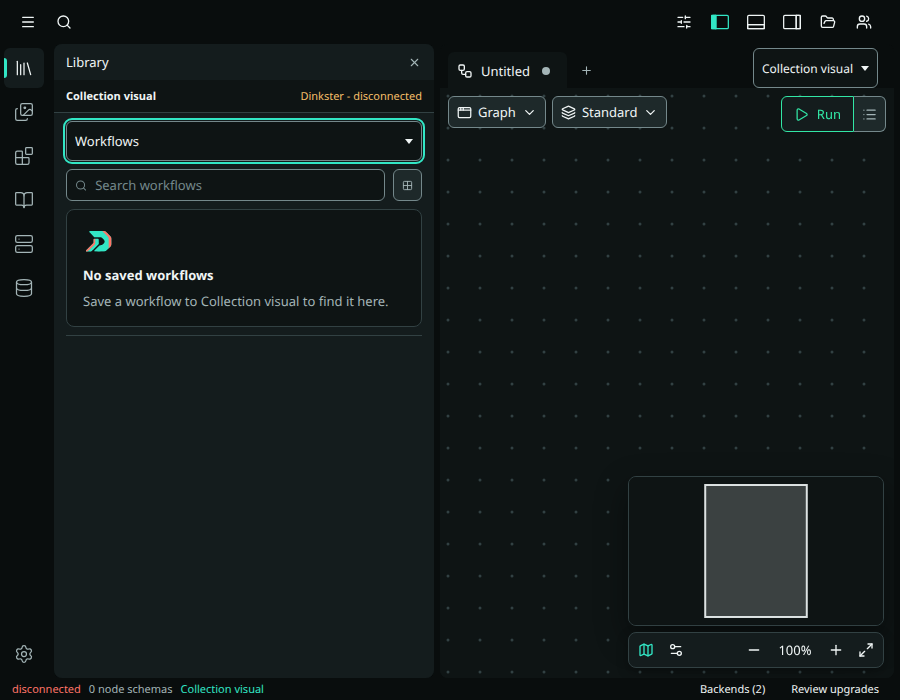 Library
Collection visual
Dinkster - disconnected
Workflows
Search workflows
No saved workflows
Save a workflow to Collection visual to find it here.
Untitled
Collection visual
Graph
Standard
Run
100%
disconnected
0 node schemas
Collection visual
Backends (2)
Review upgrades